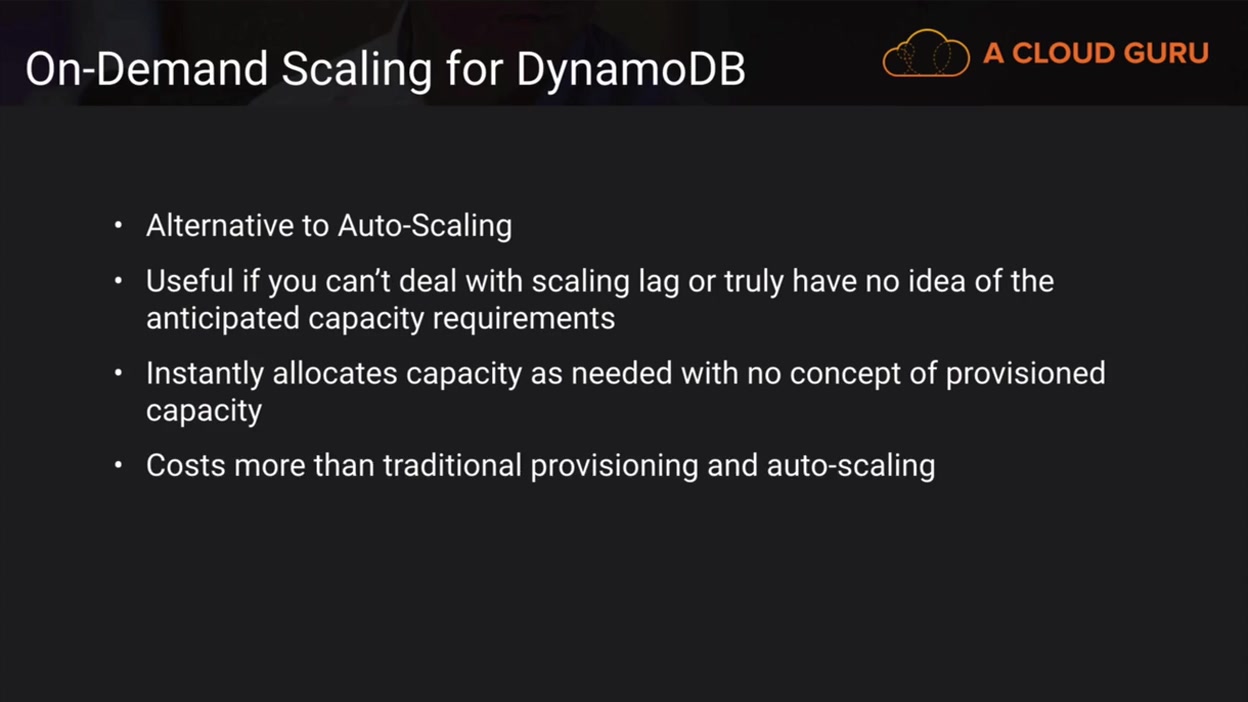 On-Demand Scaling for DynamoDB
A CLOUD GURU
• Alternative to Auto-Scaling
• Useful if you can’t deal with scaling lag or truly have no idea of the
anticipated capacity requirements
• Instantly allocates capacity as needed with no concept of provisioned
capacity
• Costs more than traditional provisioning and auto-scaling